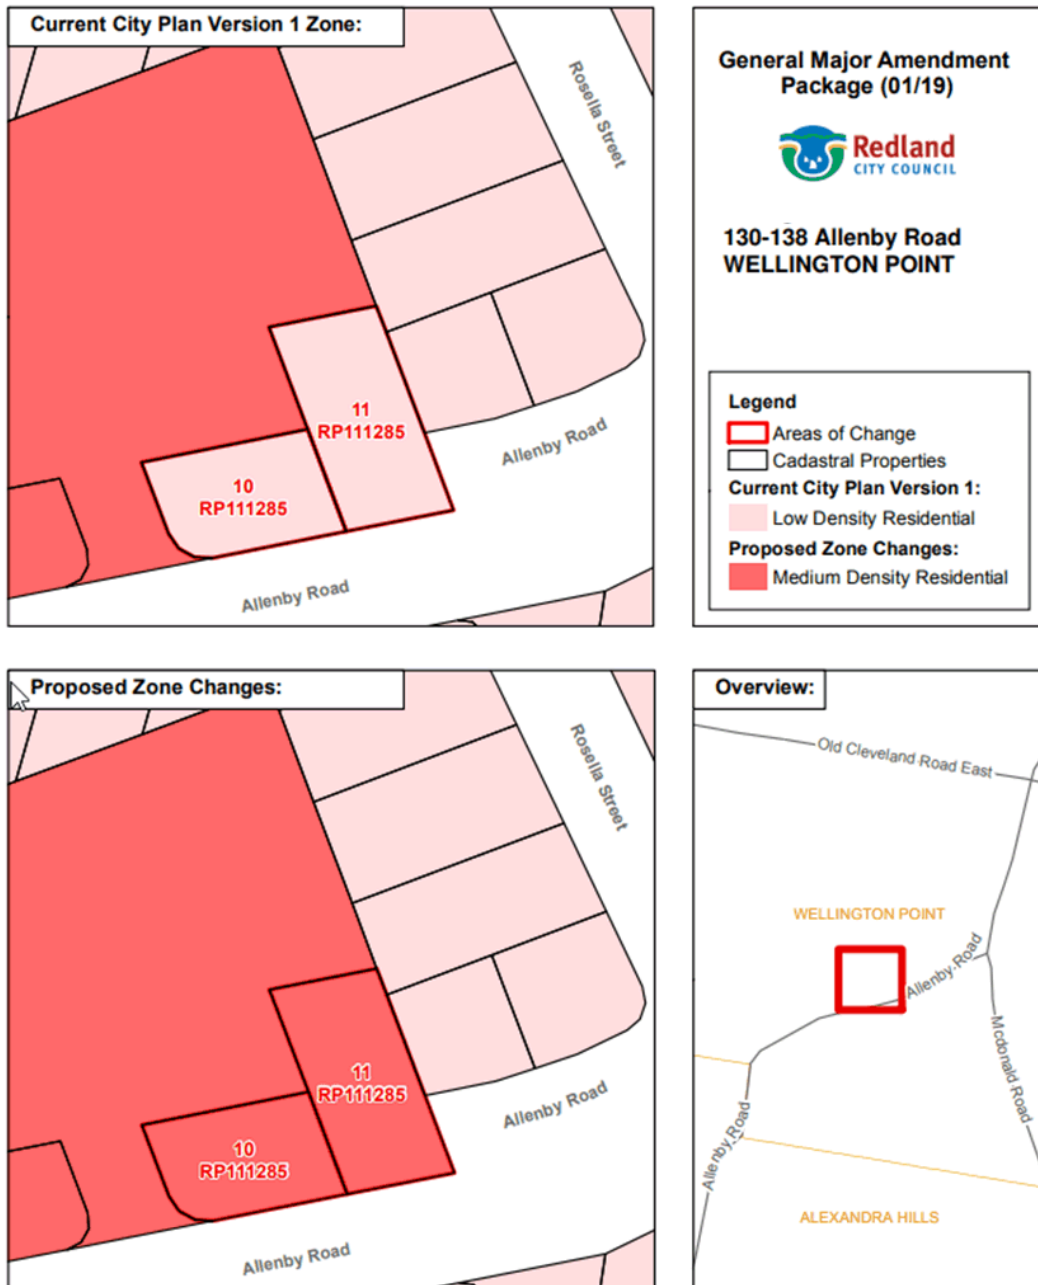 Current City Plan Version 1 Zone:
Rosella Street
11
RP111285
10
RP111285
Allenby Road
Allenby Road
General Major Amendment
Package (01/19)
Redland
CITY COUNCIL
130-138 Allenby Road
WELLINGTON POINT
Legend
Areas of Change
Cadastral Properties
Current City Plan Version 1:
Low Density Residential
Proposed Zone Changes:
Medium Density Residential
Proposed Zone Changes:
Rosella Street
11
RP111285
10
RP111285
Allenby Road
Allenby Road
Overview:
Old Cleveland Road East
WELLINGTON POINT
Allenby Road
Mcdonald Road
Allenby Road
ALEXANDRA HILLS